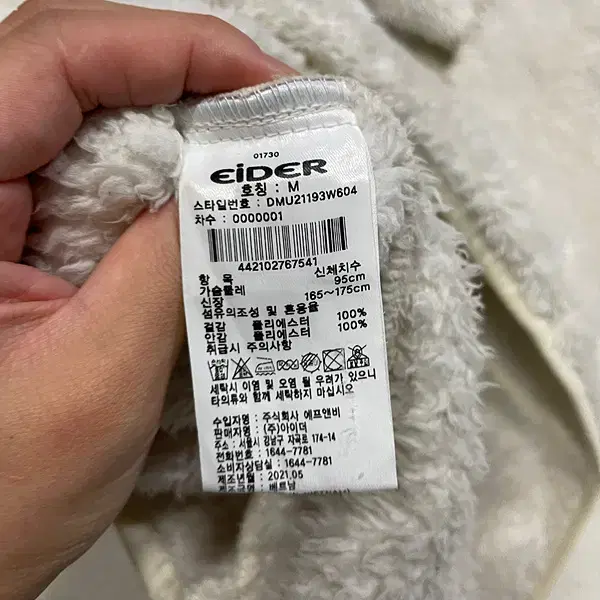 01730
EiDER
호칭 : M
스타일번호 : DMU21193W604
차수 : 0000001
442102767541
항 목 신체치수
가슴둘레 95cm
신장 165~175cm
섬유의조성 및 혼용율
겉감 폴리에스터 100%
안감 폴리에스터 100%
취급시 주의사항
세탁시 이염 및 오염 될 우려가 있으니
타의류와 함께 세탁하지 마십시오
수입자명 : 주식회사 에프앤비
판매자명 : (주)아이더
주소 : 서울시 강남구 자곡로 174-14
전화번호 : 1644-7781
소비자상담실 : 1644-7781
제조년월 : 2021.05
제조국 : 베트남